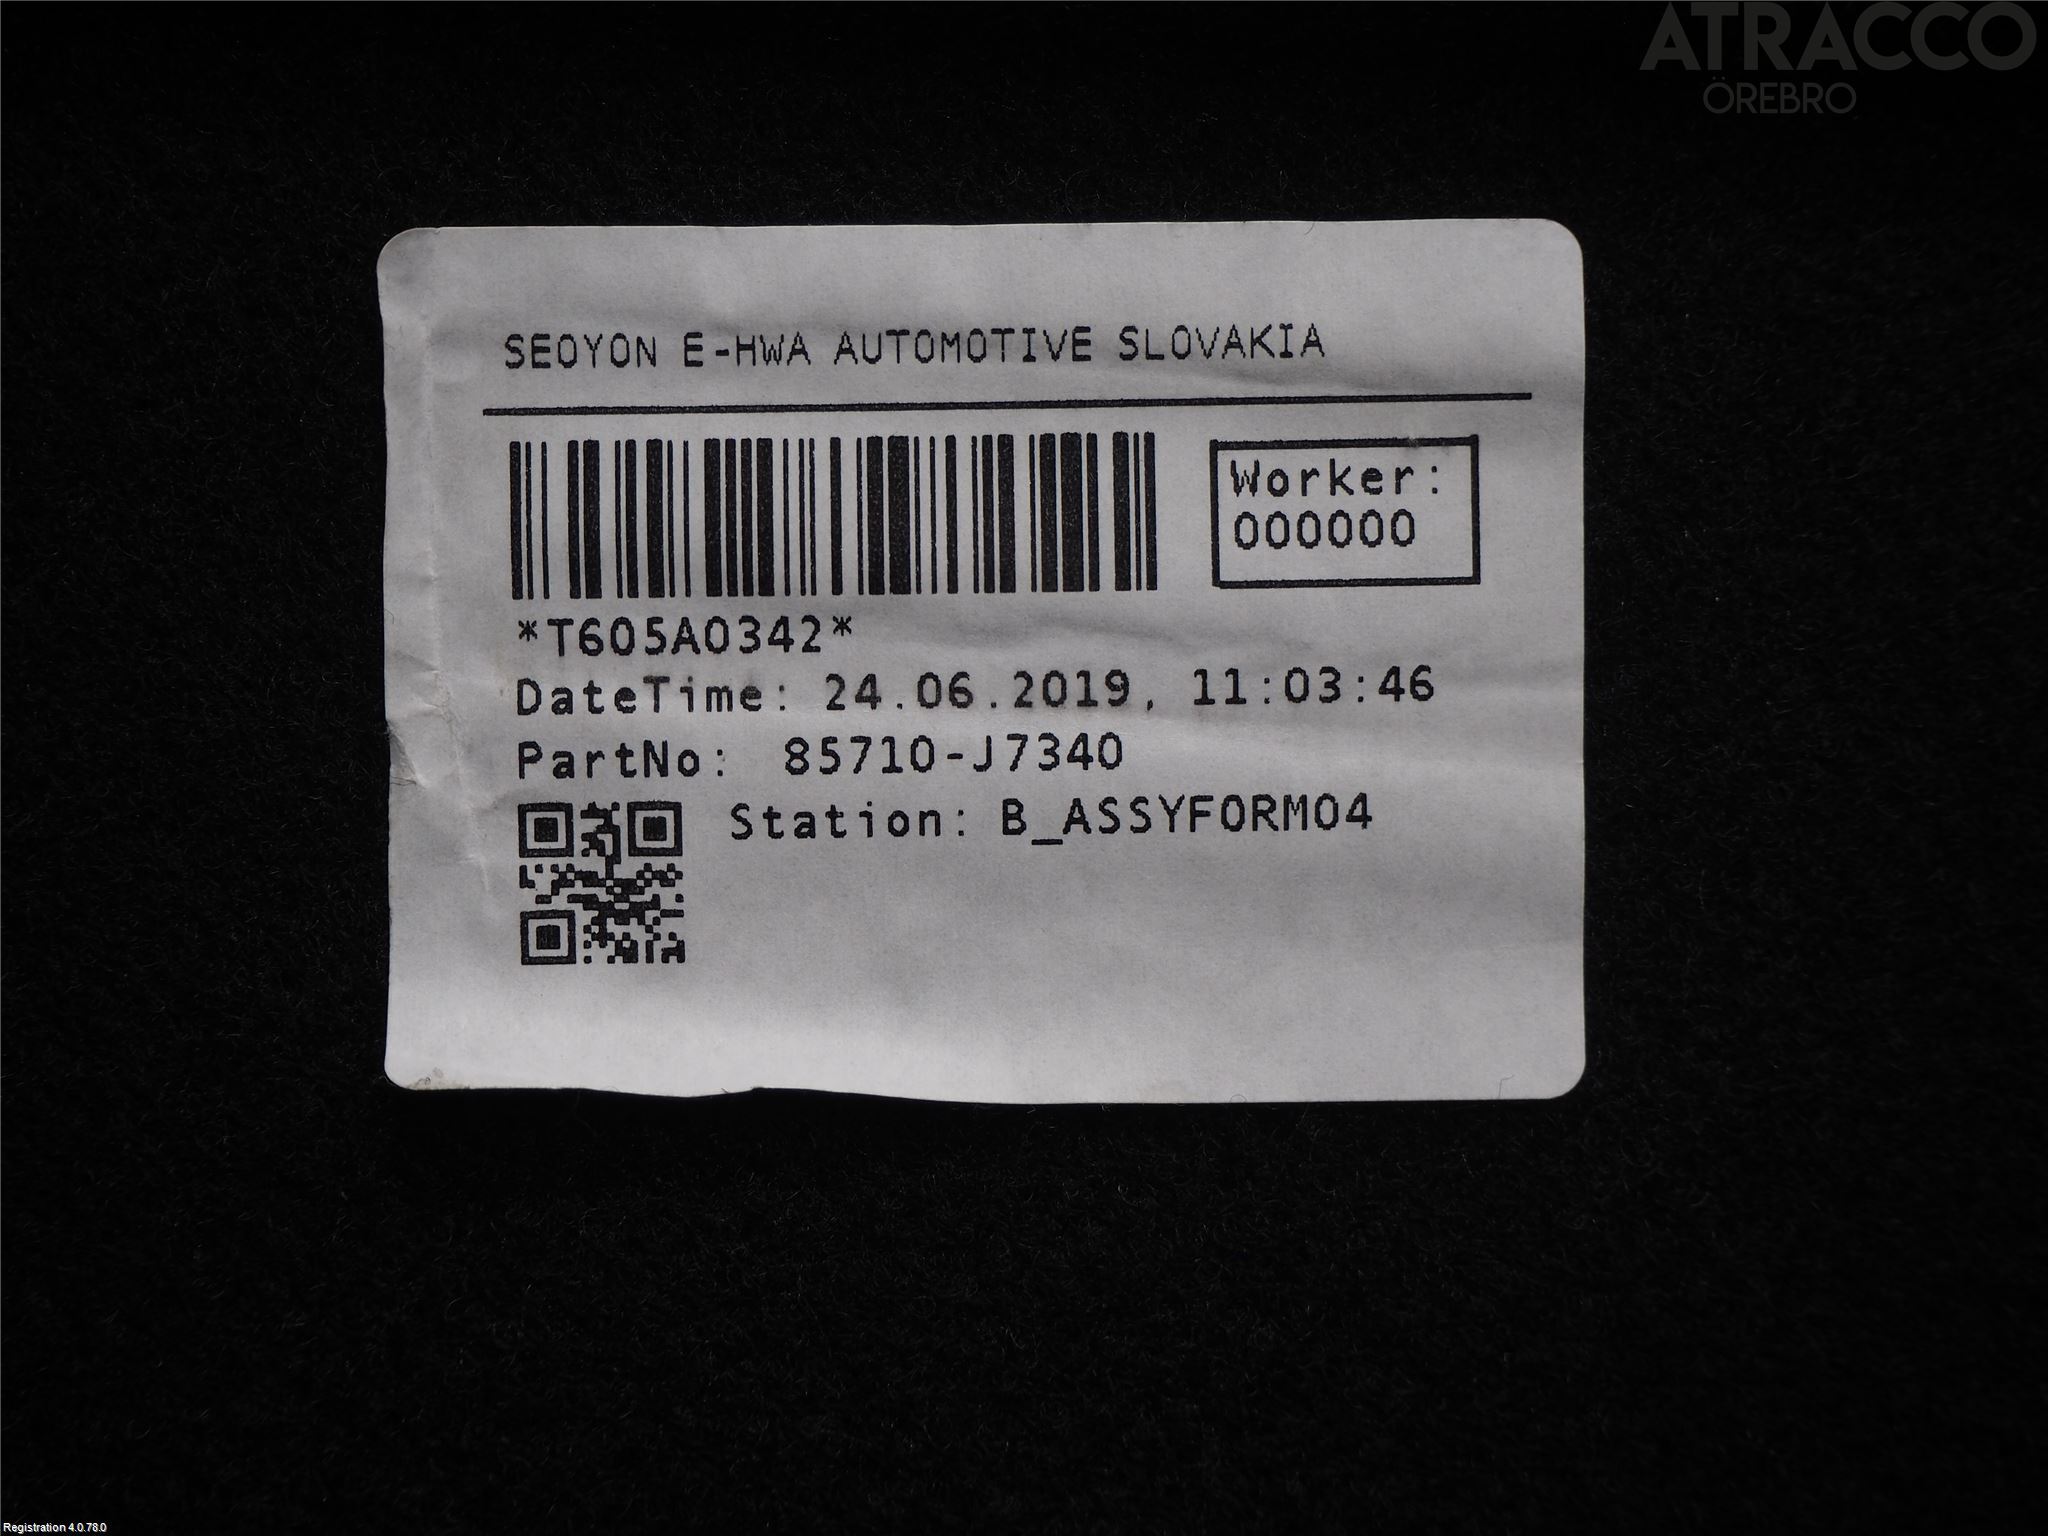 ATRACCO
ÖREBRO
SEOYON E-HWA AUTOMOTIVE SLOVAKIA
Worker:
000000
*T605A0342*
DateTime: 24.06.2019, 11:03:46
PartNo: 85710-J7340
Station: B_ASSYFORM04
Registration 4.0.78.0